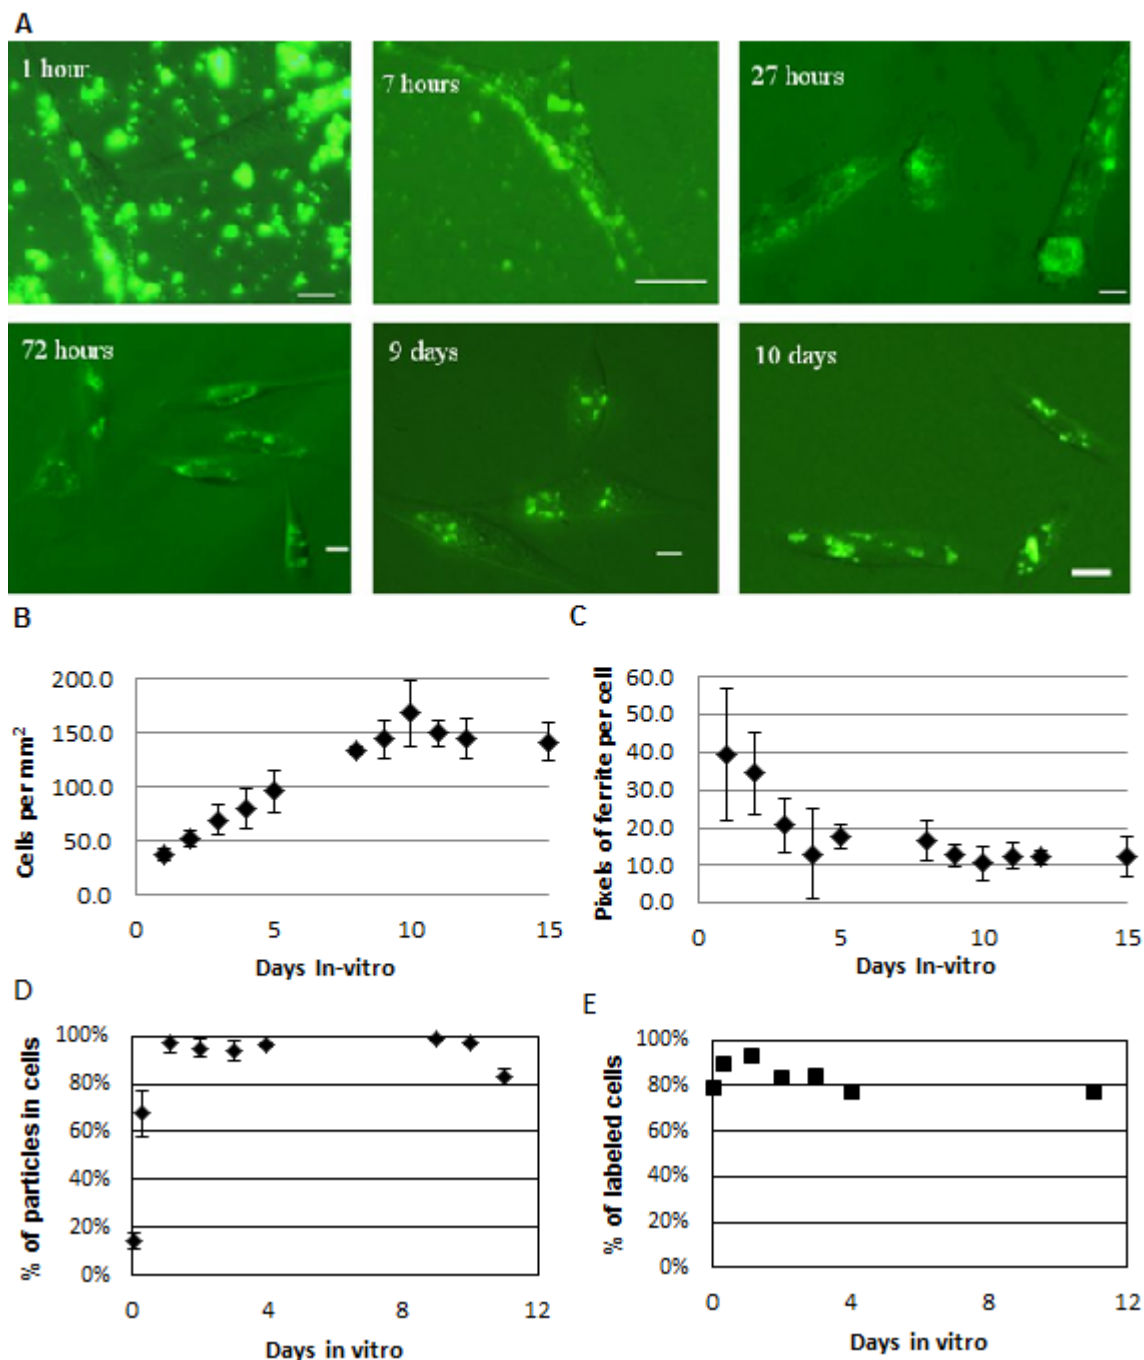 A
1 hour
7 hours
27 hours
72 hours
9 days
10 days
B
C
200.0
150.0
100.0
50.0
0.0
Cells per mm²
0
5
10
15
Days In-vitro
60.0
50.0
40.0
30.0
20.0
10.0
0.0
Pixels of ferrite per cell
0
5
10
15
Days In-vitro
D
E
100%
80%
60%
40%
20%
0%
% of particles in cells
0
4
8
12
Days in vitro
100%
80%
60%
40%
20%
0%
% of labeled cells
0
4
8
12
Days in vitro